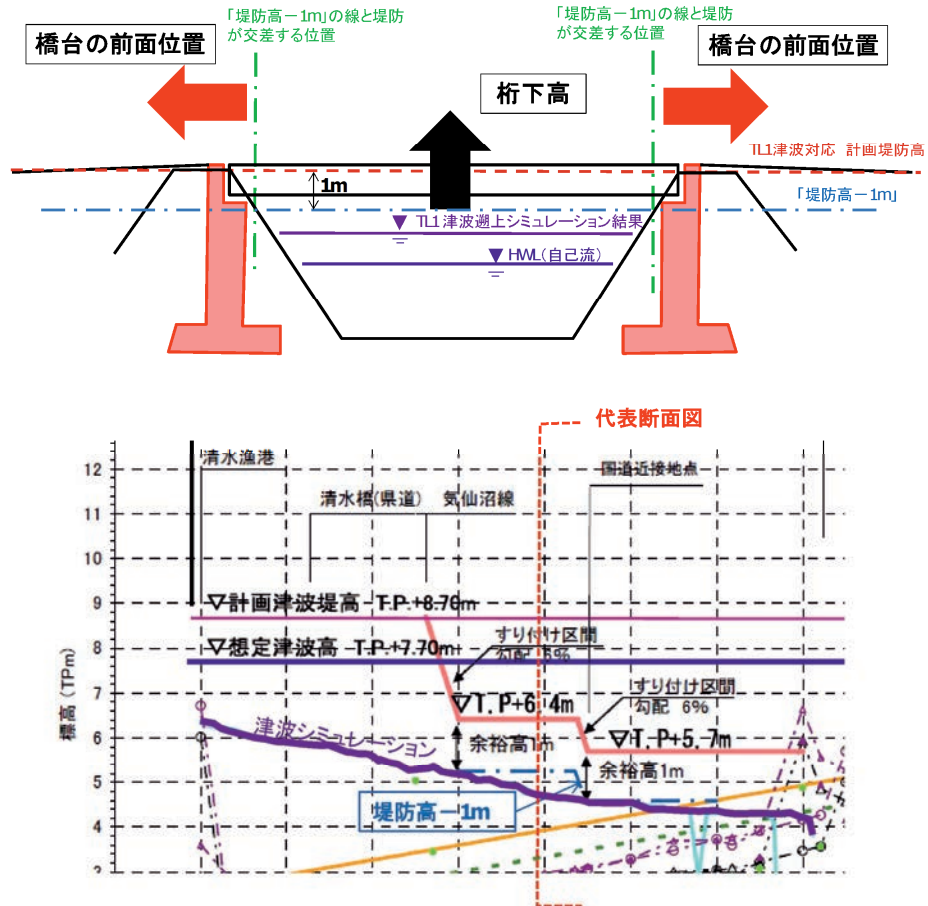 「堤防高－1m」の線と堤防
が交差する位置
「堤防高－1m」の線と堤防
が交差する位置
橋台の前面位置
橋台の前面位置
桁下高
TL1津波対応 計画堤防高
1m
「堤防高－1m」
TL1津波遡上シミュレーション結果
HWL(自己流)
代表断面図
清水漁港
国道近接地点
清水橋(県道) 気仙沼線
12
11
10
9
8
7
6
5
4
3
標高(TPm)
▽計画津波堤高 T.P.+8.70m
▽想定津波高 T.P.+7.70m
すり付け区間
勾配 6%
▽T.P+6.4m
すり付け区間
勾配 6%
▽T.P+5.7m
津波シミュレーション
余裕高1m
余裕高1m
堤防高－1m